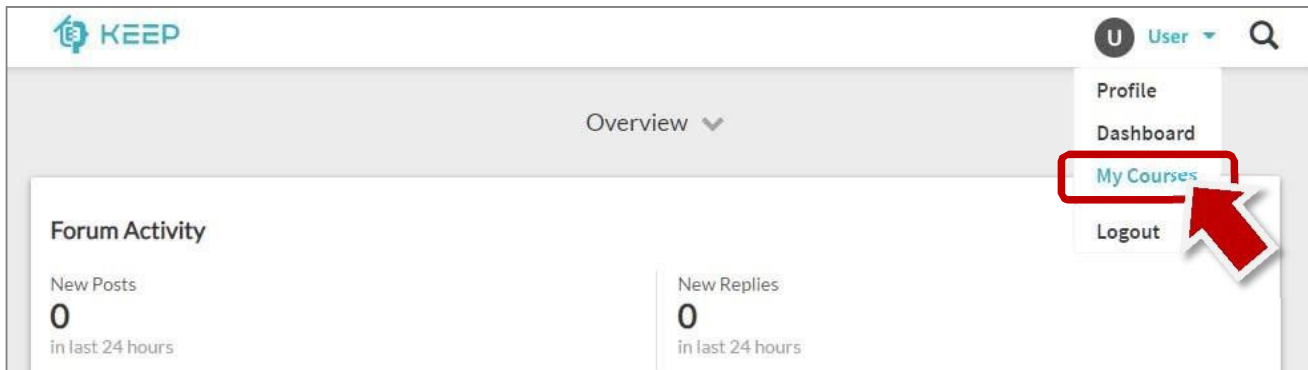 KEEP
U User
Profile
Overview
Dashboard
My Courses
Forum Activity
Logout
New Posts
New Replies
0
0
in last 24 hours
in last 24 hours